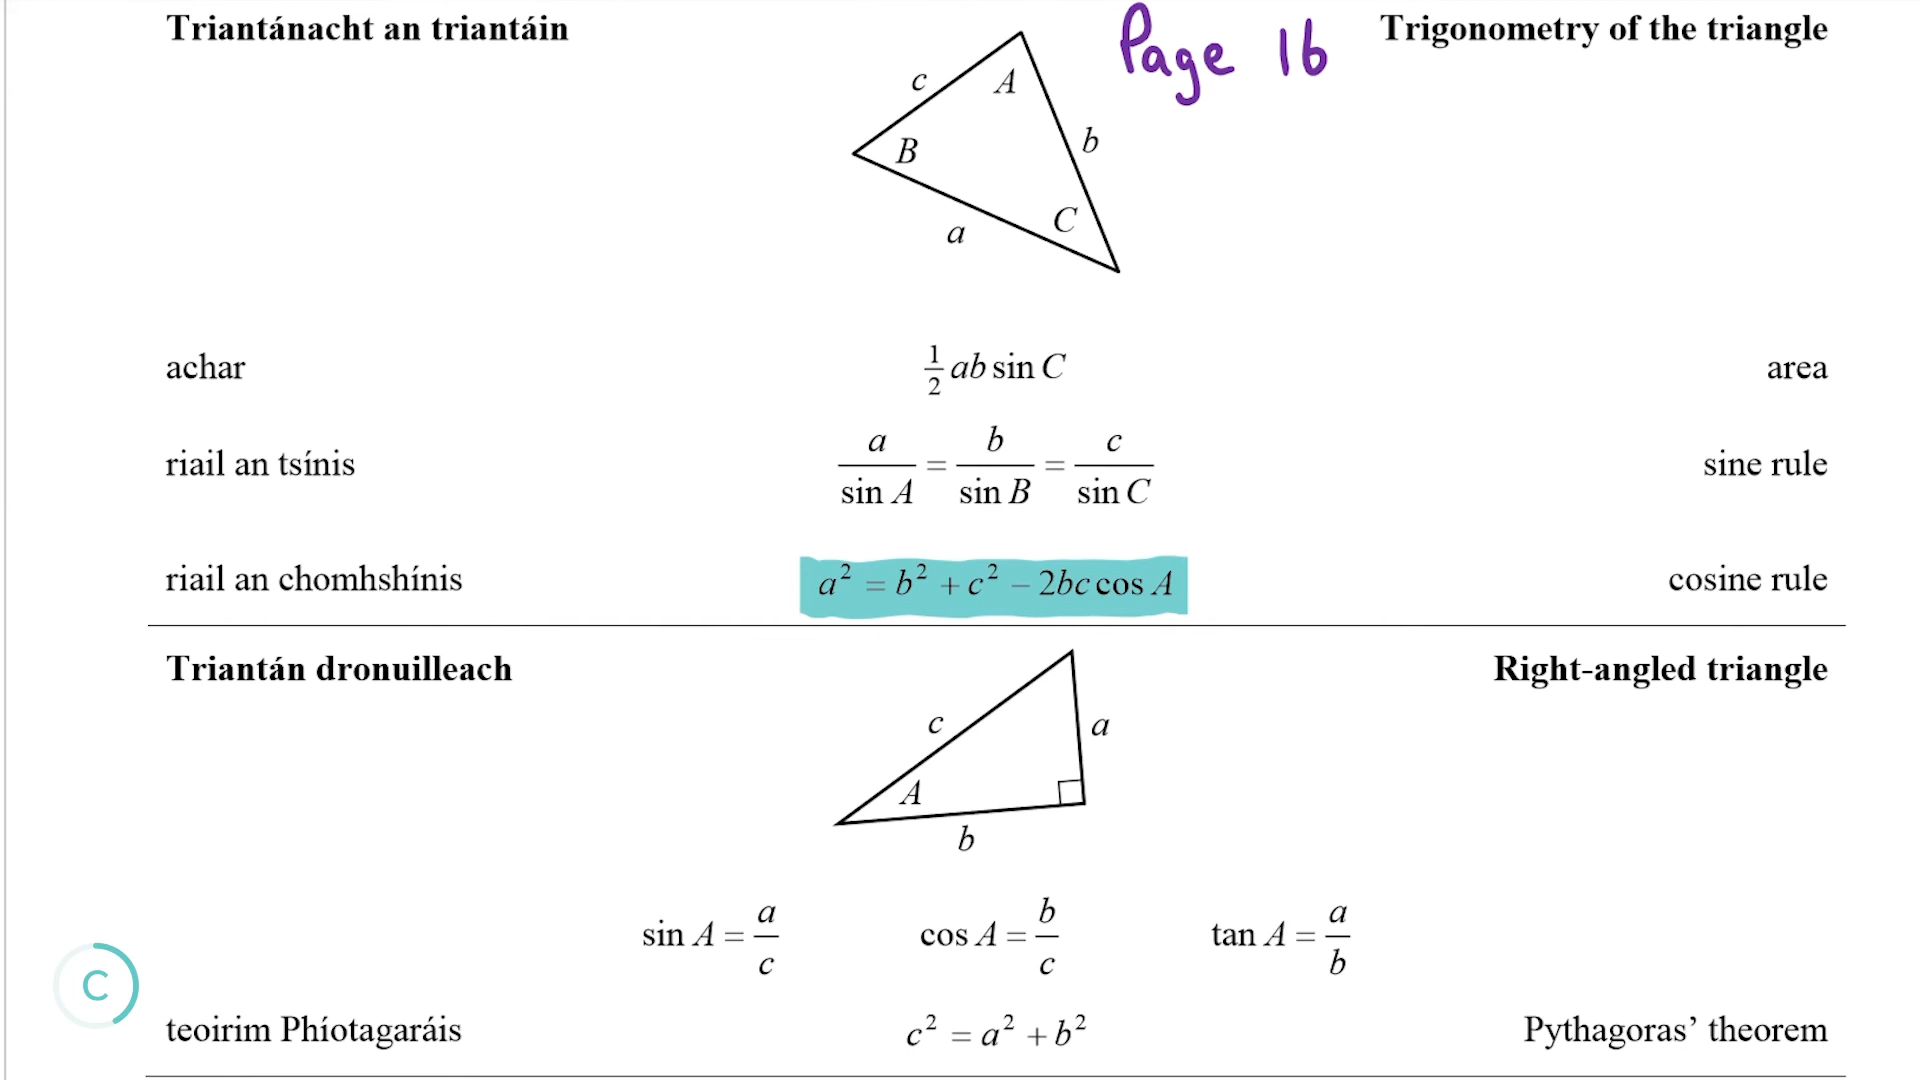 Triantánacht an triantáin Page 16 Trigonometry of the triangle
c A
B b
C
a
achar ½ ab sin C area
riail an tsínis a/sin A = b/sin B = c/sin C sine rule
riail an chomhshínis a² = b² + c² − 2bc cos A cosine rule
Triantán dronuilleach Right-angled triangle
c a
A
b
sin A = a/c cos A = b/c tan A = a/b
C
teoirim Phíotagaráis c² = a² + b² Pythagoras’ theorem